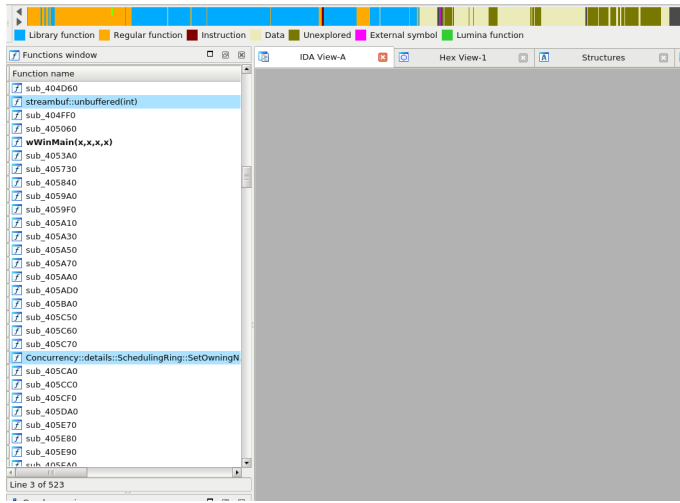 Library function Regular function Instruction Data Unexplored External symbol Lumina function
Functions window IDA View-A Hex View-1 Structures
Function name
sub_404D60
streambuf::unbuffered(int)
sub_404FF0
sub_405060
wWinMain(x,x,x,x)
sub_4053A0
sub_405730
sub_405840
sub_4059A0
sub_4059F0
sub_405A10
sub_405A30
sub_405A50
sub_405A70
sub_405AA0
sub_405AD0
sub_405BA0
sub_405C50
sub_405C60
sub_405C70
Concurrency::details::SchedulingRing::SetOwningN
sub_405CA0
sub_405CC0
sub_405CF0
sub_405DA0
sub_405E70
sub_405E80
sub_405E90
sub_405EA0
Line 3 of 523